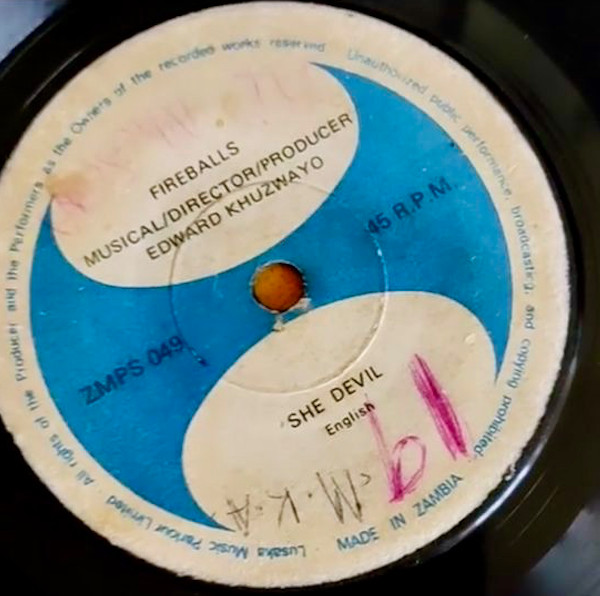 FIREBALLS
MUSICAL/DIRECTOR/PRODUCER
EDWARD KHUZWAYO
45 R.P.M.
ZMPS 049
SHE DEVIL
English
M.K.A
MADE IN ZAMBIA
Lusaka Music Parlour Limited. All rights of the Producer and the Performers as the Owners of the recorded works reserved Unauthorized public performance, broadcasting, and copying prohibited.